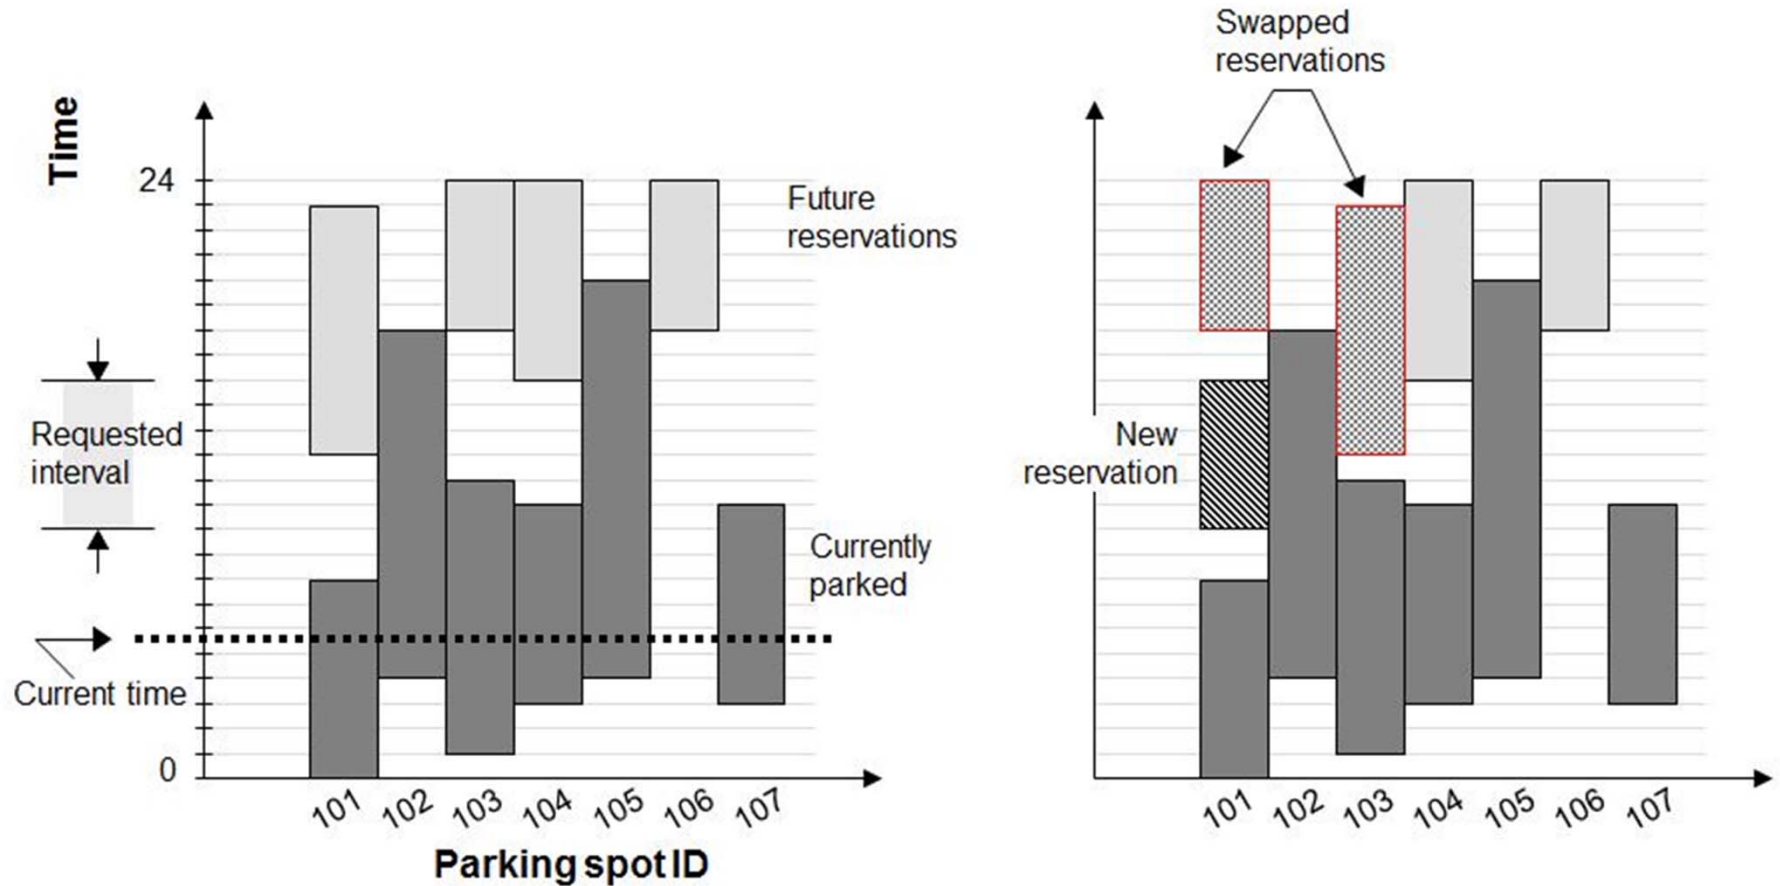 Swapped
reservations
Time
24
Future
reservations
Requested
interval
New
reservation
Currently
parked
Current time
0
101 102 103 104 105 106 107
101 102 103 104 105 106 107
Parking spot ID